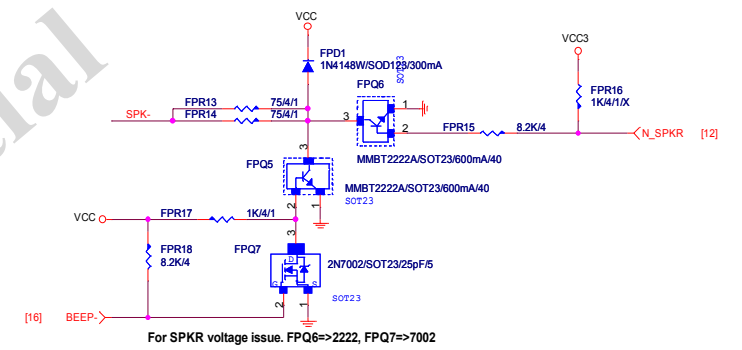 VCC
FPD1
1N4148W/SOD123/300mA
VCC3
SOT23
FPQ6
FPR13 75/4/1
FPR14 75/4/1
SPK-
3
1
2
FPR16
1K/4/1/X
FPR15 8.2K/4
N_SPKR [12]
MMBT2222A/SOT23/600mA/40
3
FPQ5
MMBT2222A/SOT23/600mA/40
SOT23
2
1
VCC FPR17 1K/4/1
3
FPR18
8.2K/4
FPQ7
D
G
S
2N7002/SOT23/25pF/5
SOT23
2
1
[16] BEEP-
For SPKR voltage issue. FPQ6=>2222, FPQ7=>7002